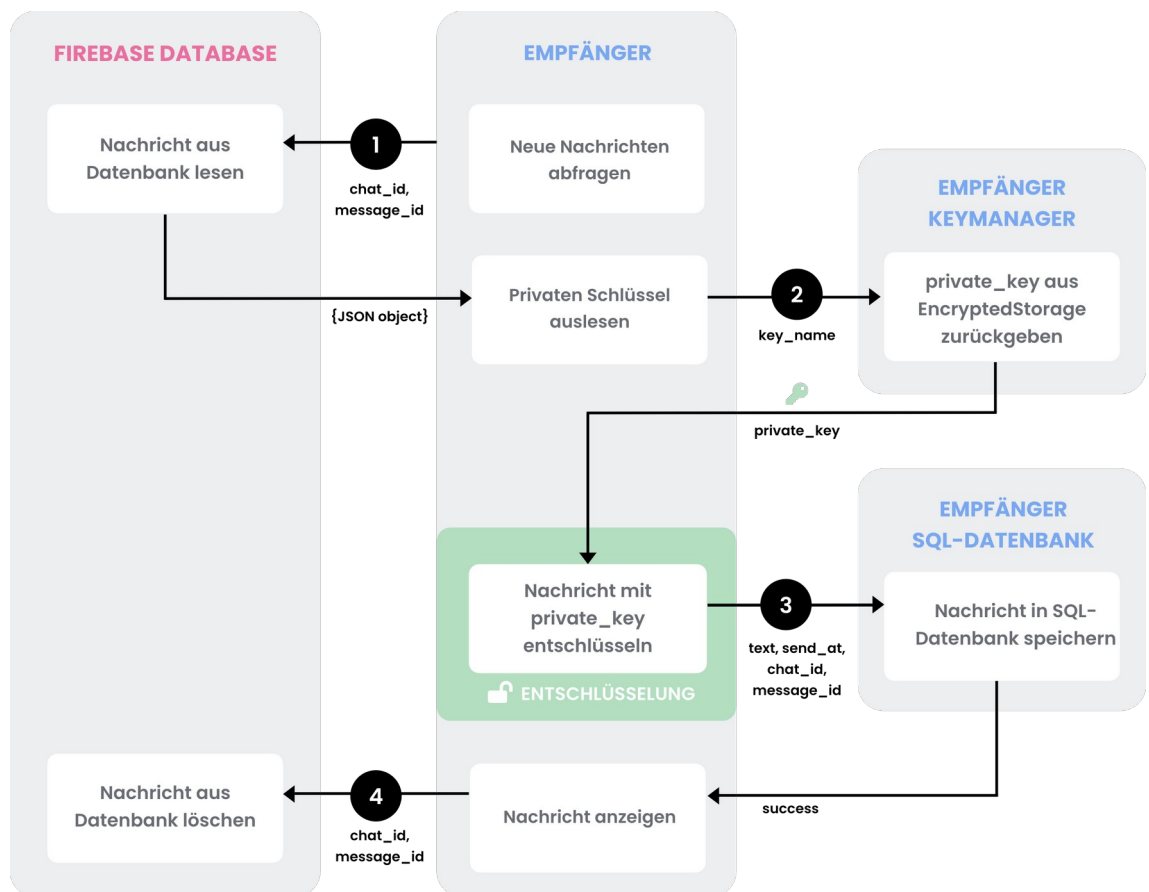 FIREBASE DATABASE
EMPFÄNGER
Nachricht aus
Datenbank lesen
1
chat_id,
message_id
Neue Nachrichten
abfragen
EMPFÄNGER
KEYMANAGER
{JSON object}
Privaten Schlüssel
auslesen
2
key_name
private_key aus
EncryptedStorage
zurückgeben
private_key
EMPFÄNGER
SQL-DATENBANK
Nachricht mit
private_key
entschlüsseln
ENTSCHLÜSSELUNG
3
text, send_at,
chat_id,
message_id
Nachricht in SQL-
Datenbank speichern
success
Nachricht anzeigen
4
chat_id,
message_id
Nachricht aus
Datenbank löschen